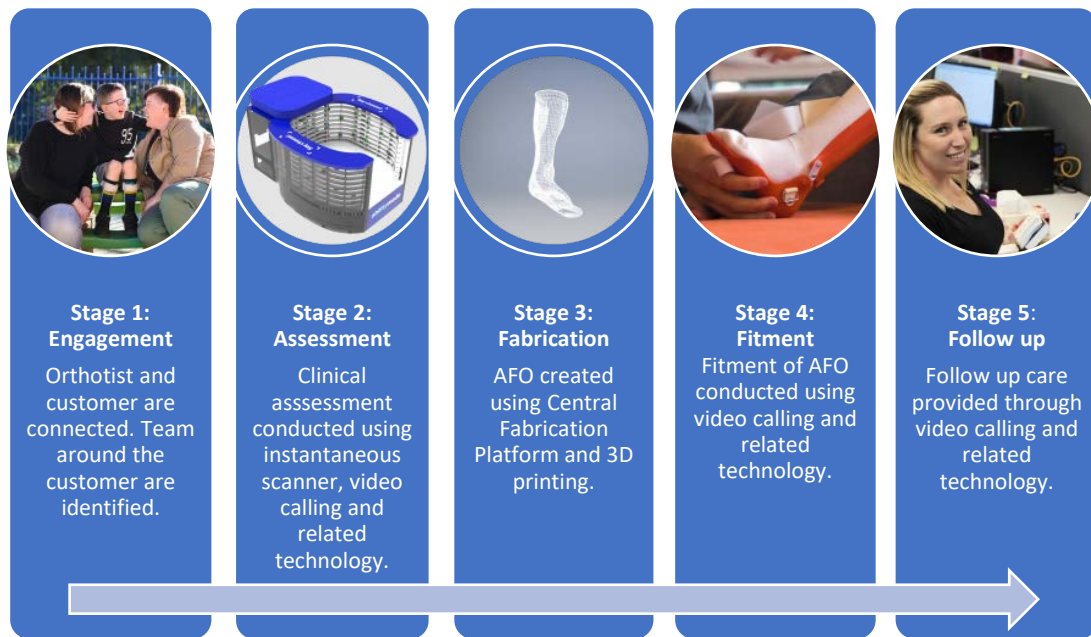 Stage 1:
Engagement
Orthotist and
customer are
connected. Team
around the
customer are
identified.
Stage 2:
Assessment
Clinical
asssessment
conducted using
instantaneous
scanner, video
calling and
related
technology.
Stage 3:
Fabrication
AFO created
using Central
Fabrication
Platform and 3D
printing.
Stage 4:
Fitment
Fitment of AFO
conducted using
video calling and
related
technology.
Stage 5:
Follow up
Follow up care
provided through
video calling and
related
technology.
95